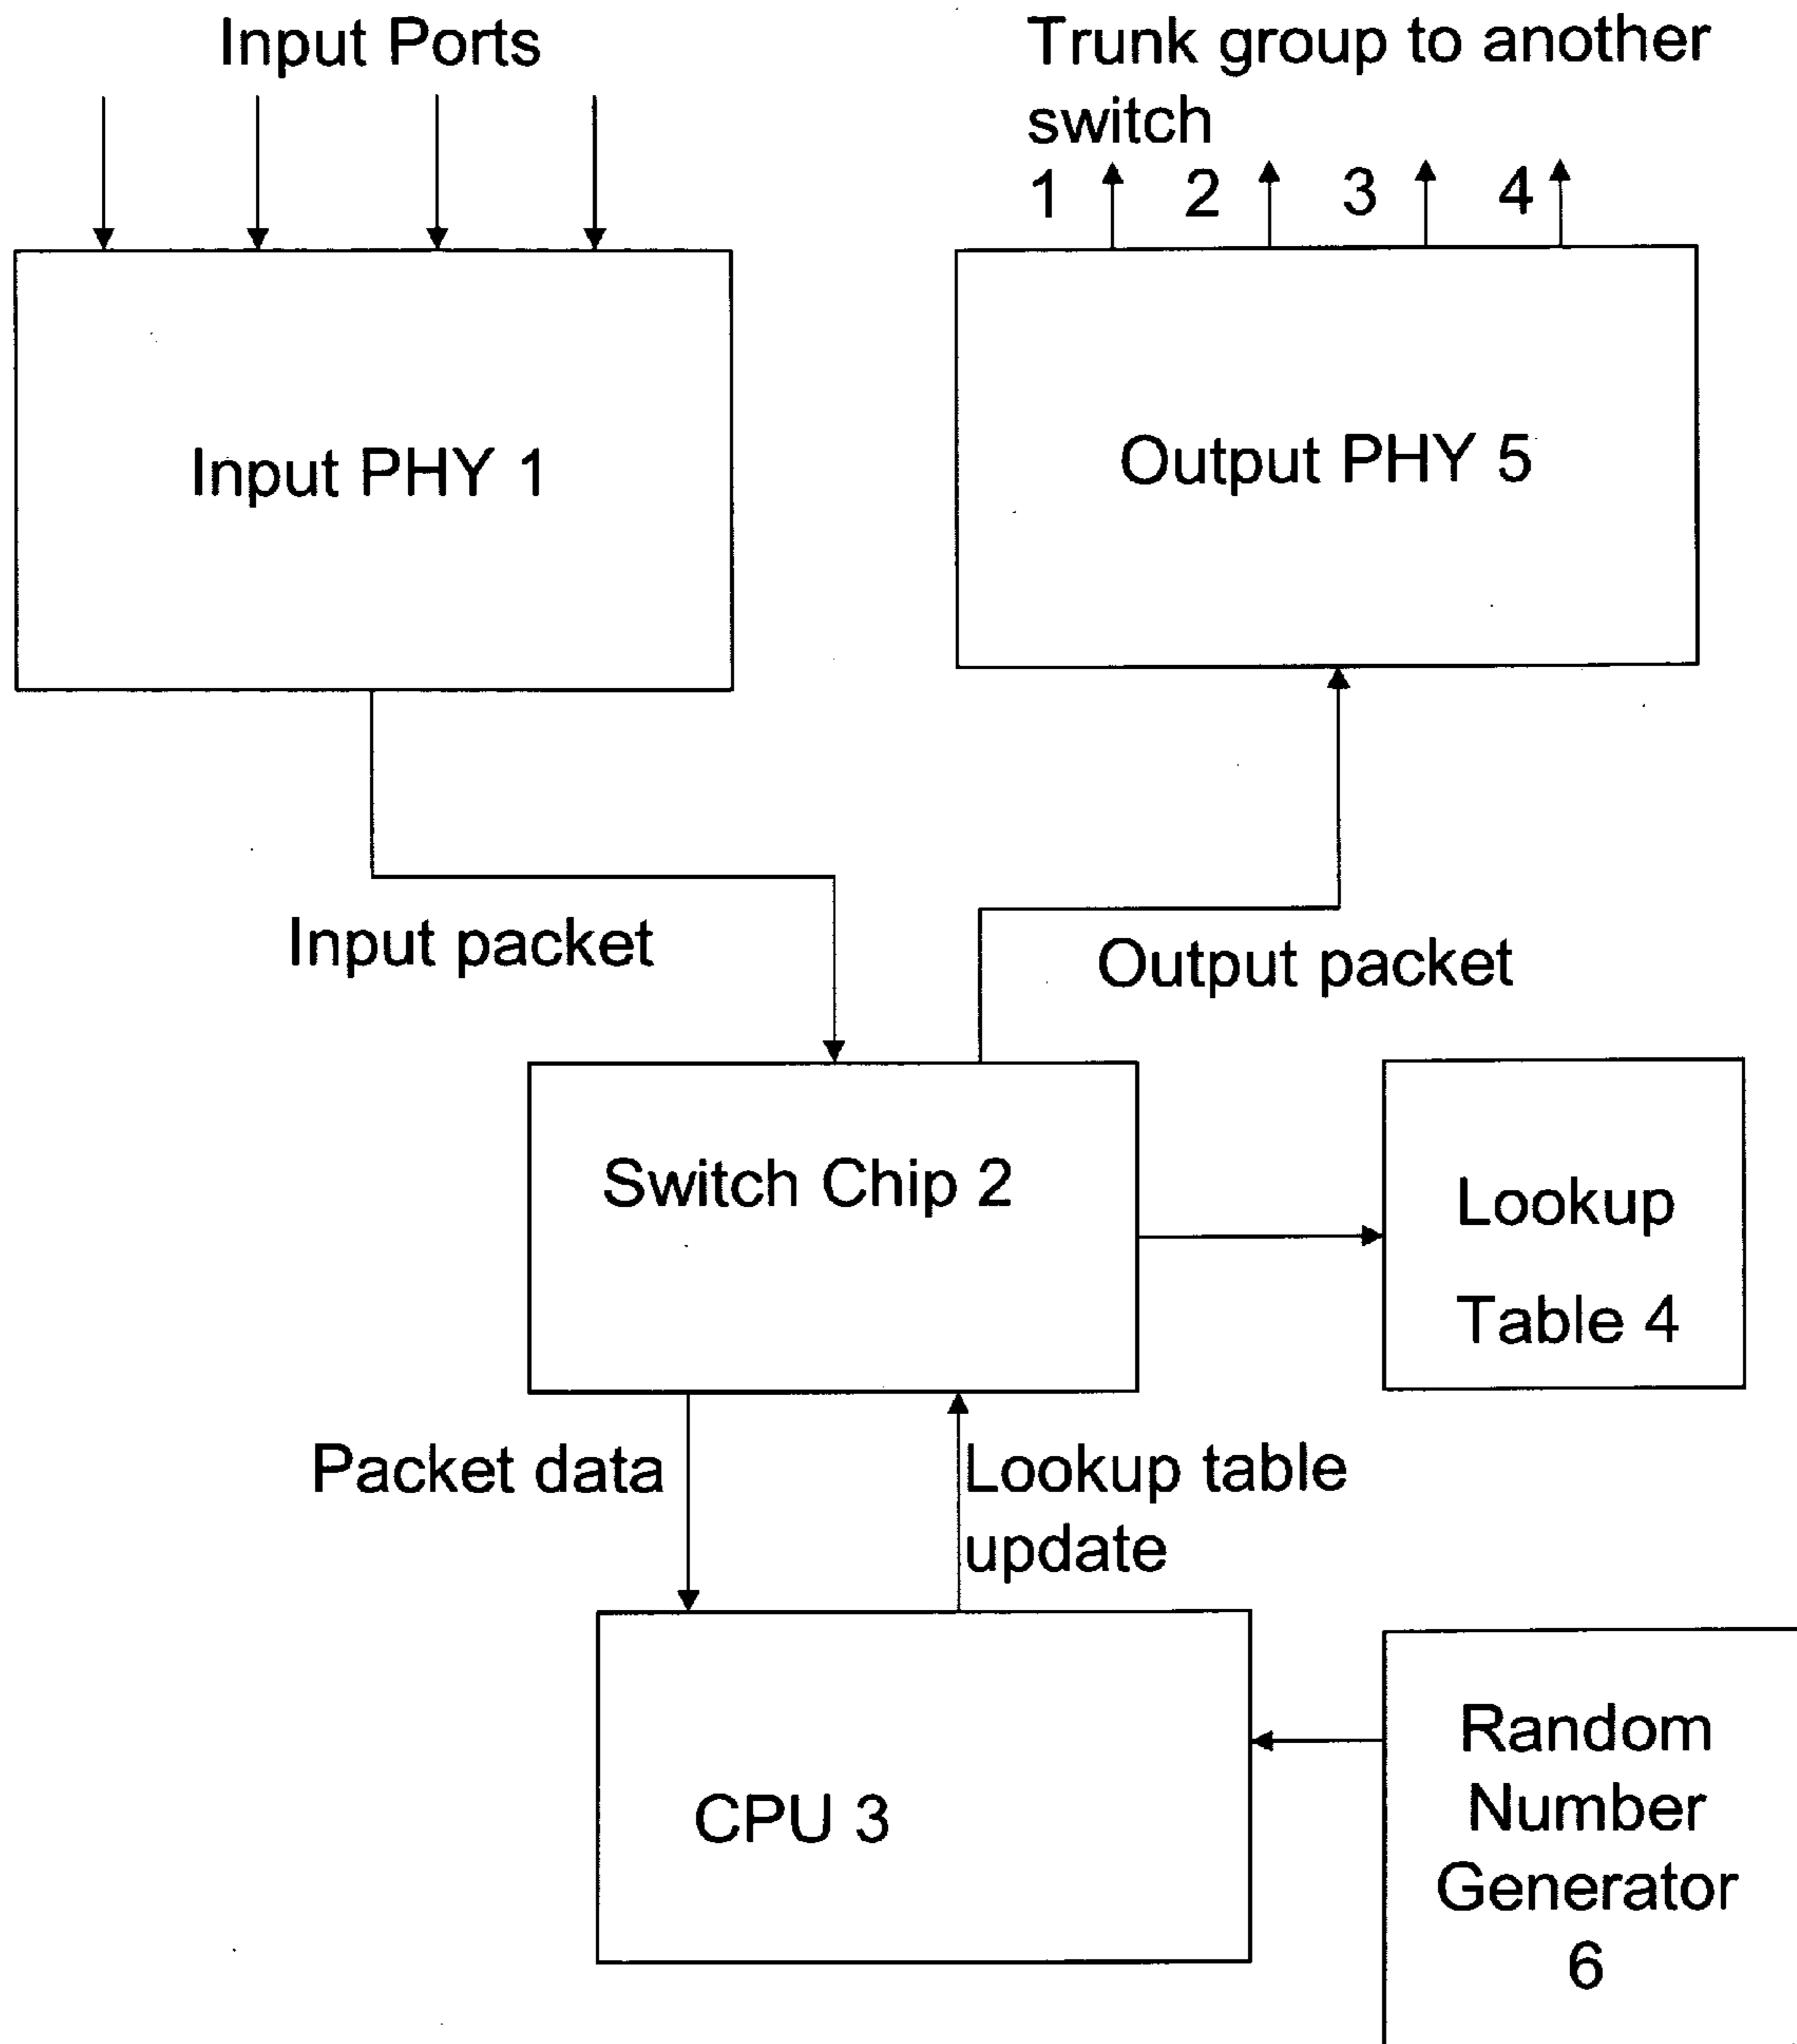 Input Ports
Trunk group to another
switch
1 2 3 4
Input PHY 1
Output PHY 5
Input packet
Output packet
Switch Chip 2
Lookup
Table 4
Packet data
Lookup table
update
CPU 3
Random
Number
Generator
6